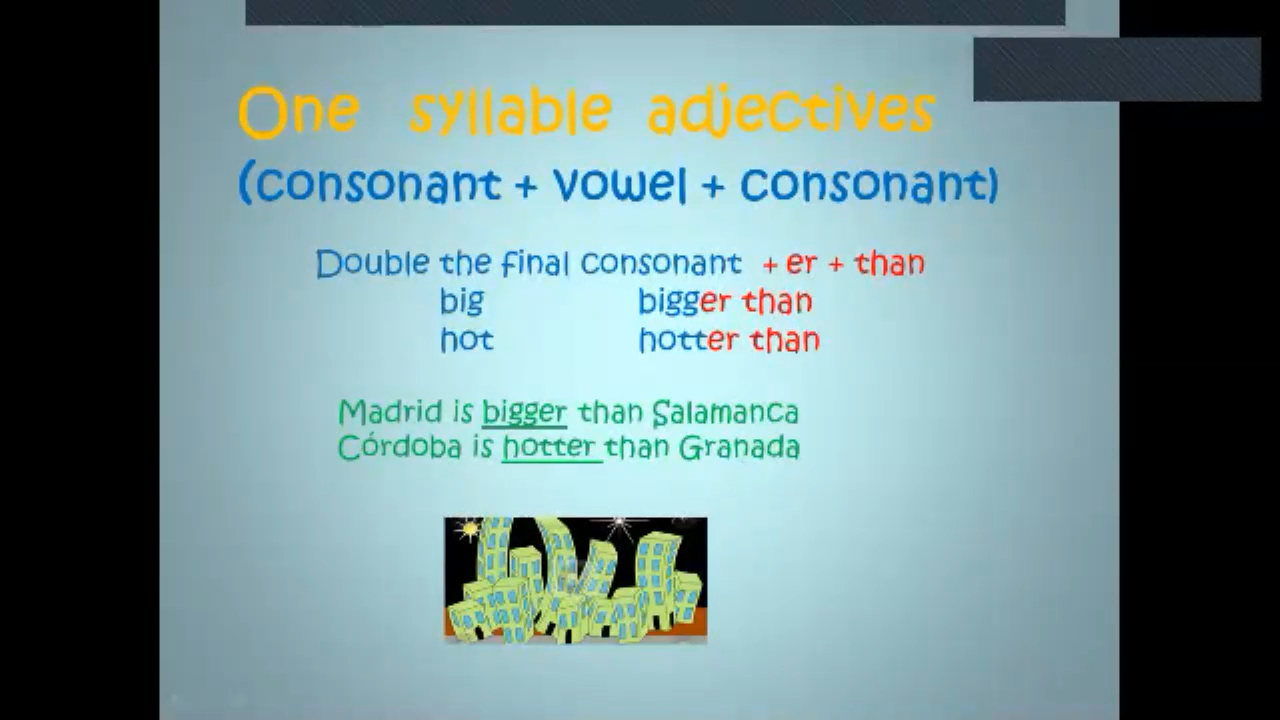 One syllable adjectives
(consonant + vowel + consonant)
Double the final consonant + er + than
big bigger than
hot hotter than
Madrid is bigger than Salamanca
Córdoba is hotter than Granada